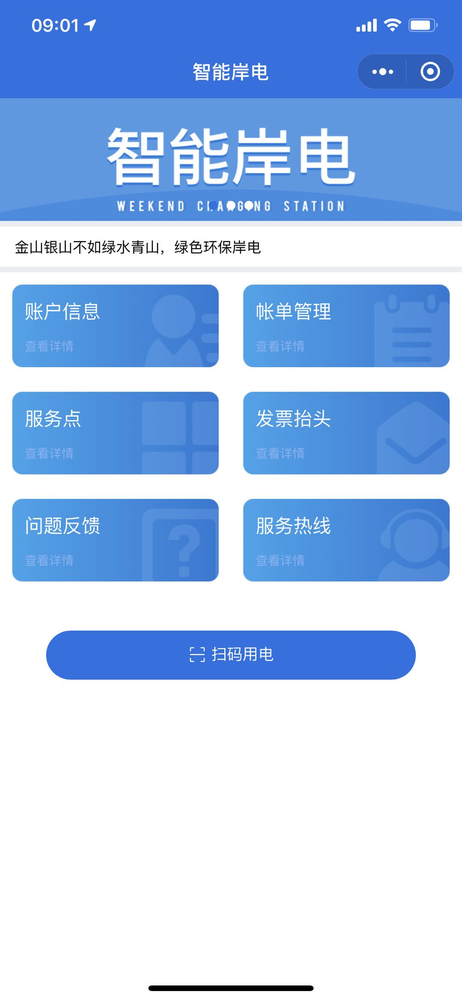 09:01
智能岸电
智能岸电
WEEKEND CHARGING STATION
金山银山不如绿水青山，绿色环保岸电
账户信息
查看详情
帐单管理
查看详情
服务点
查看详情
发票抬头
查看详情
问题反馈
查看详情
服务热线
查看详情
扫码用电